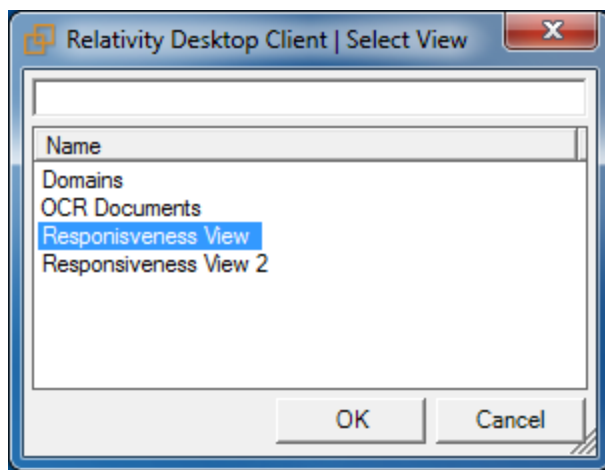 Relativity Desktop Client | Select View
Name
Domains
OCR Documents
Responisveness View
Responsiveness View 2
OK
Cancel